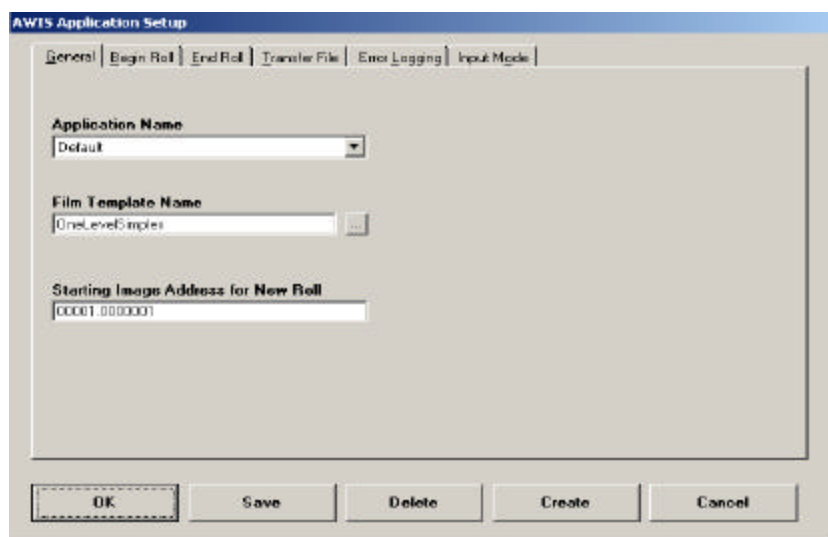 AWIS Application Setup
General Begin Roll End Roll Transfer File Error Logging Input Mode
Application Name
Default
Film Template Name
OneLevelSimplex
...
Starting Image Address for New Roll
00001.0000001
OK Save Delete Create Cancel